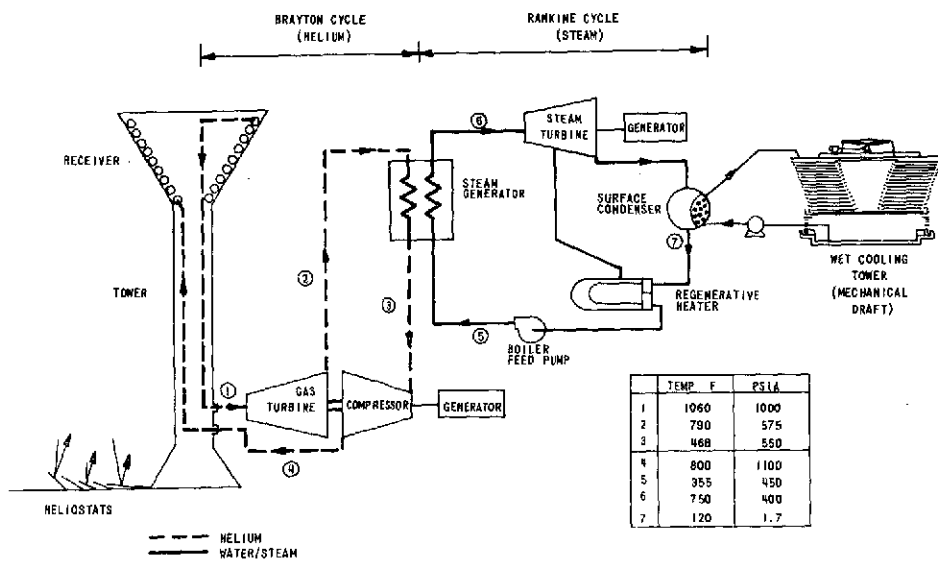 BRAYTON CYCLE
(HELIUM)
RANKINE CYCLE
(STEAM)
RECEIVER
TOWER
HELIOSTATS
STEAM
GENERATOR
STEAM
TURBINE
GENERATOR
SURFACE
CONDENSER
WET COOLING
TOWER
(MECHANICAL
DRAFT)
REGENERATIVE
HEATER
BOILER
FEED PUMP
GAS
TURBINE
COMPRESSOR
GENERATOR
1
2
3
4
5
6
7
TEMP. F PSIA
1 1060 1000
2 790 575
3 468 550
4 800 1100
5 355 450
6 750 400
7 120 1.7
HELIUM
WATER/STEAM